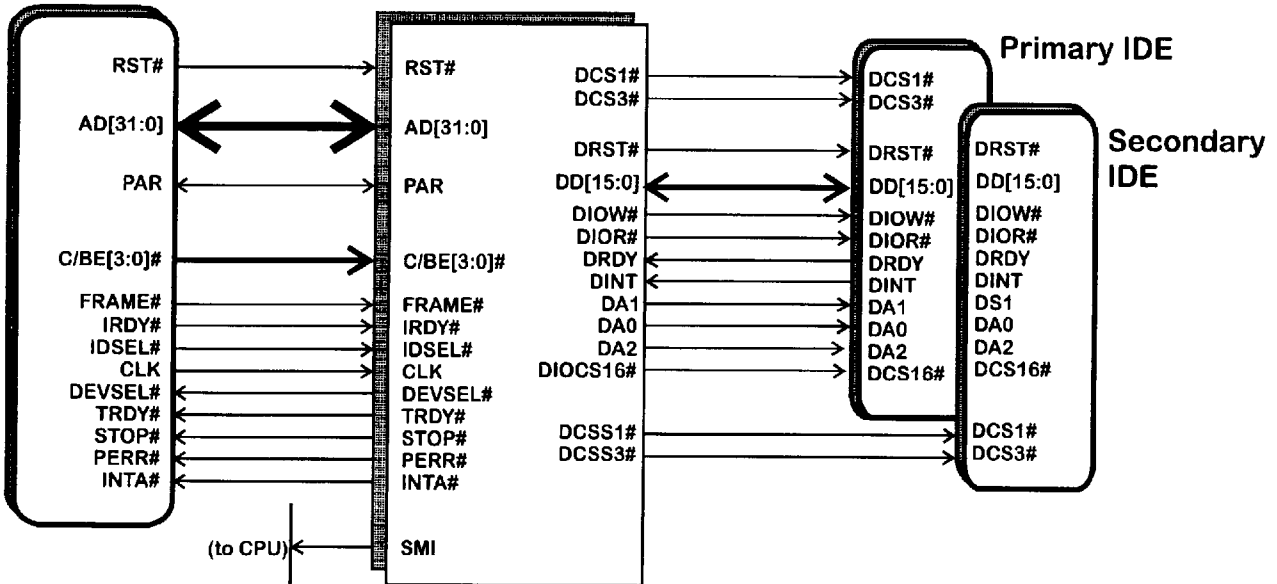 RST#
AD[31:0]
PAR
C/BE[3:0]#
FRAME#
IRDY#
IDSEL#
CLK
DEVSEL#
TRDY#
STOP#
PERR#
INTA#
(to CPU)
RST#
AD[31:0]
PAR
C/BE[3:0]#
FRAME#
IRDY#
IDSEL#
CLK
DEVSEL#
TRDY#
STOP#
PERR#
INTA#
SMI
DCS1#
DCS3#
DRST#
DD[15:0]
DIOW#
DIOR#
DRDY
DINT
DA1
DA0
DA2
DIOCS16#
DCSS1#
DCSS3#
Primary IDE
DCS1#
DCS3#
DRST#
DD[15:0]
DIOW#
DIOR#
DRDY
DINT
DA1
DA0
DA2
DCS16#
Secondary
IDE
DRST#
DD[15:0]
DIOW#
DIOR#
DRDY
DINT
DS1
DA0
DA2
DCS16#
DCS1#
DCS3#